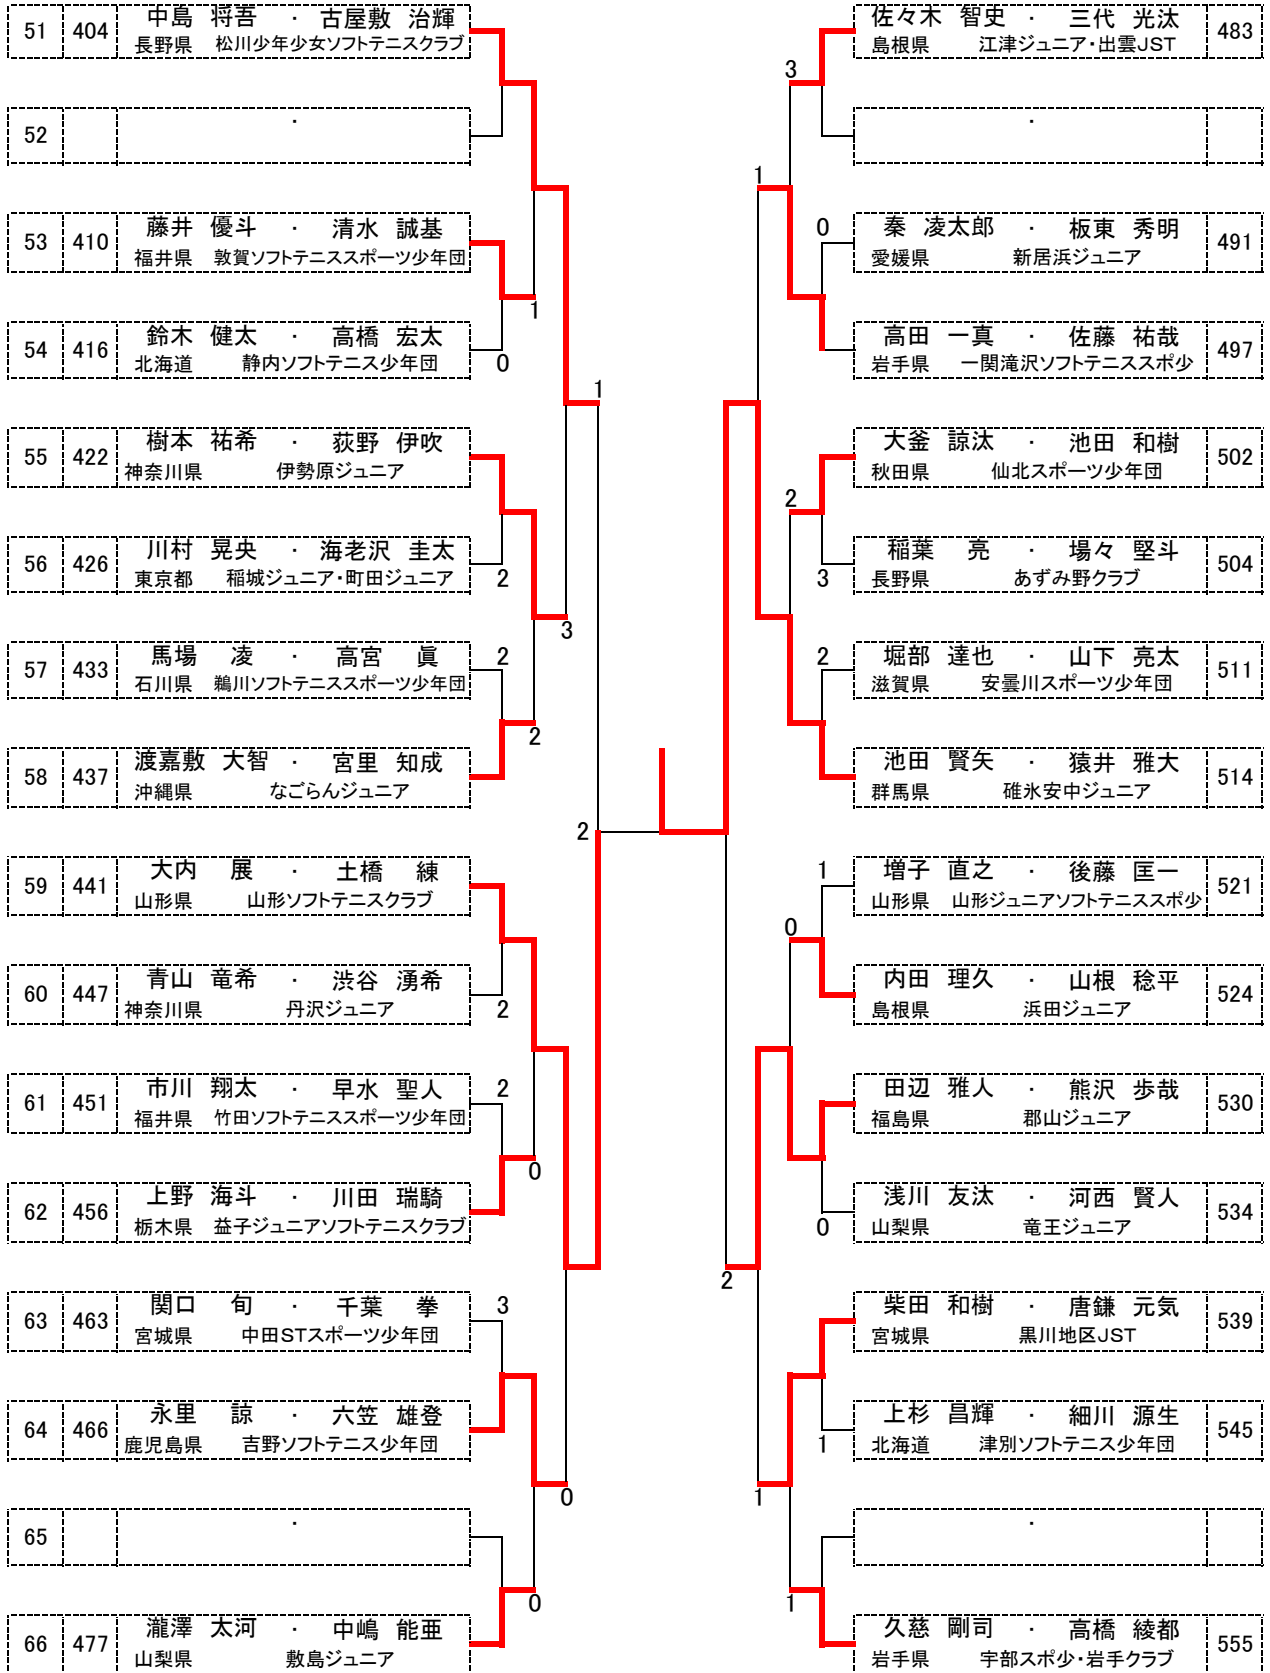 51 404 中島 将吾 ・ 古屋敷 治輝
長野県 松川少年少女ソフトテニスクラブ
52 ・
53 410 藤井 優斗 ・ 清水 誠基
福井県 敦賀ソフトテニススポーツ少年団
1
54 416 鈴木 健太 ・ 高橋 宏太
北海道 静内ソフトテニス少年団
0
1
55 422 樹本 祐希 ・ 荻野 伊吹
神奈川県 伊勢原ジュニア
56 426 川村 晃央 ・ 海老沢 圭太
東京都 稲城ジュニア・町田ジュニア
2
3
57 433 馬場 凌 ・ 高宮 眞
石川県 鵜川ソフトテニススポーツ少年団
2
2
58 437 渡嘉敷 大智 ・ 宮里 知成
沖縄県 なごらんジュニア
2
59 441 大内 展 ・ 土橋 練
山形県 山形ソフトテニスクラブ
60 447 青山 竜希 ・ 渋谷 湧希
神奈川県 丹沢ジュニア
2
61 451 市川 翔太 ・ 早水 聖人
福井県 竹田ソフトテニススポーツ少年団
2
0
62 456 上野 海斗 ・ 川田 瑞騎
栃木県 益子ジュニアソフトテニスクラブ
63 463 関口 旬 ・ 千葉 拳
宮城県 中田STスポーツ少年団
3
64 466 永里 諒 ・ 六笠 雄登
鹿児島県 吉野ソフトテニス少年団
0
65 ・
0
66 477 瀧澤 太河 ・ 中嶋 能亜
山梨県 敷島ジュニア
佐々木 智史 ・ 三代 光汰 483
島根県 江津ジュニア・出雲JST
3
・
1
0
秦 凌太郎 ・ 板東 秀明 491
愛媛県 新居浜ジュニア
高田 一真 ・ 佐藤 祐哉 497
岩手県 一関滝沢ソフトテニススポ少
大釜 諒汰 ・ 池田 和樹 502
秋田県 仙北スポーツ少年団
2
稲葉 亮 ・ 場々 堅斗 504
長野県 あずみ野クラブ
3
2
堀部 達也 ・ 山下 亮太 511
滋賀県 安曇川スポーツ少年団
池田 賢矢 ・ 猿井 雅大 514
群馬県 碓氷安中ジュニア
1
増子 直之 ・ 後藤 匡一 521
山形県 山形ジュニアソフトテニススポ少
0
内田 理久 ・ 山根 稔平 524
島根県 浜田ジュニア
田辺 雅人 ・ 熊沢 歩哉 530
福島県 郡山ジュニア
浅川 友汰 ・ 河西 賢人 534
山梨県 竜王ジュニア
0
2
柴田 和樹 ・ 唐鎌 元気 539
宮城県 黒川地区JST
上杉 昌輝 ・ 細川 源生 545
北海道 津別ソフトテニス少年団
1
1
・
1
久慈 剛司 ・ 高橋 綾都 555
岩手県 宇部スポ少・岩手クラブ